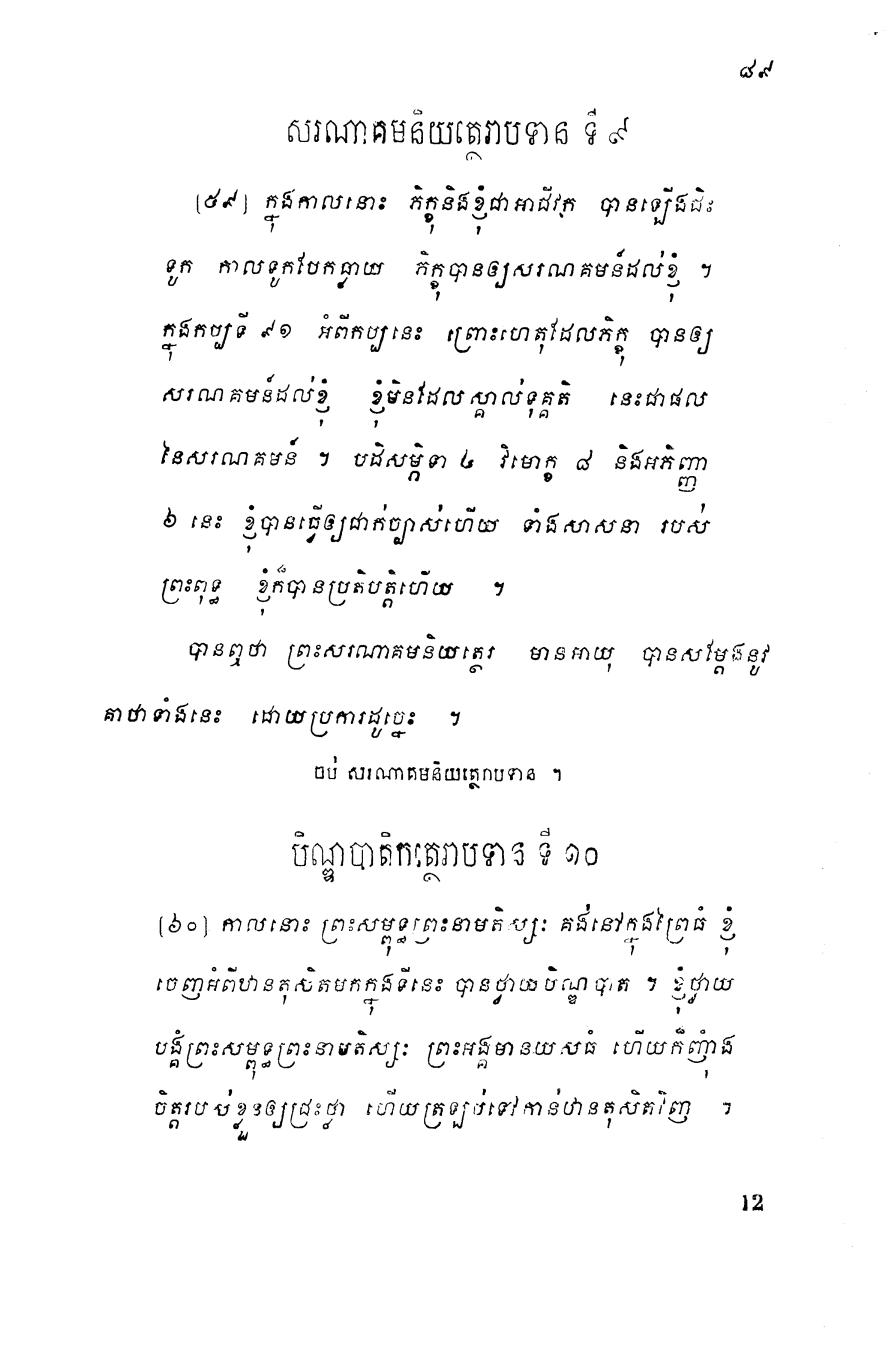 ៨៩
សរណាគមនិយត្ថេរាបទាន ទី ៩
[៥៩] ក្នុងកាលនោះ ភិក្ខុនិងខ្ញុំជាអាជីវក បានឡើងជិះ
ទូក កាលទូកបែកធ្លាយ ភិក្ខុបានឲ្យសរណគមន៍ដល់ខ្ញុំ ។
ក្នុងកប្បទី ៩១ អំពីកប្បនេះ ព្រោះហេតុដែលភិក្ខុ បានឲ្យ
សរណគមន៍ដល់ខ្ញុំ ខ្ញុំមិនដែលស្គាល់ទុគ្គតិ នេះជាផល
នៃសរណគមន៍ ។ បដិសម្ភិទា ៤ វិមោក្ខ ៨ និងអភិញ្ញា
៦ នេះ ខ្ញុំបានធ្វើឲ្យជាក់ច្បាស់ហើយ ទាំងសាសនា របស់
ព្រះពុទ្ធ ខ្ញុំក៏បានប្រតិបត្តិហើយ ។
បានឮថា ព្រះសរណាគមនិយត្ថេរ មានអាយុ បានសម្តែងនូវ
គាថាទាំងនេះ ដោយប្រការដូច្នេះ ។
ចប់ សរណាគមនិយត្ថេរាបទាន ។
បិណ្ឌបាតិកត្ថេរាបទាន ទី ១០
[៦០] កាលនោះ ព្រះសម្ពុទ្ធព្រះនាមតិស្សៈ គង់នៅក្នុងព្រៃធំ ខ្ញុំ
ចេញអំពីឋានតុសិតមកក្នុងទីនេះ បានថ្វាយបិណ្ឌបាត ។ ខ្ញុំថ្វាយ
បង្គំព្រះសម្ពុទ្ធព្រះនាមតិស្សៈ ព្រះអង្គមានយសធំ ហើយក៏ញុំាង
ចិត្តរបស់ខ្លួនឲ្យជ្រះថ្លា ហើយត្រឡប់ទៅកាន់ឋានតុសិតវិញ ។
12